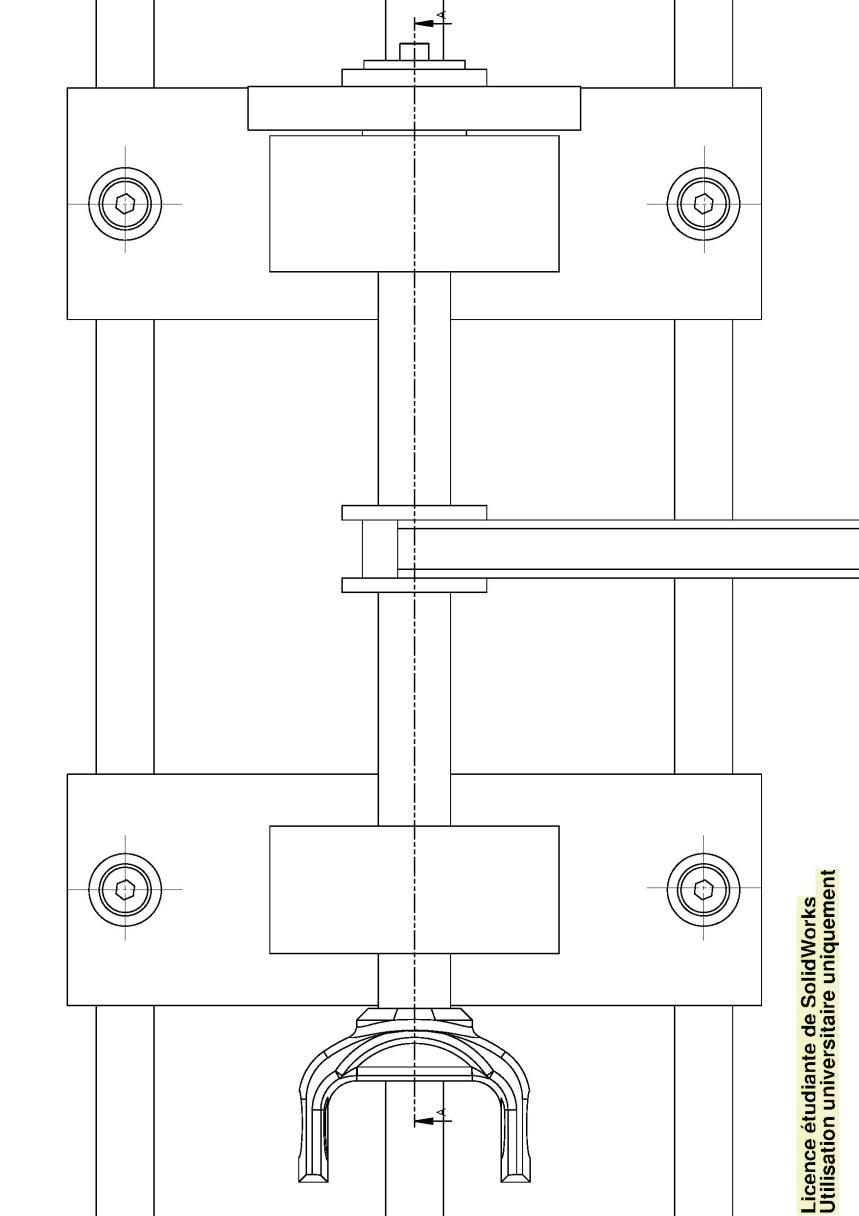 A
A
Licence étudiante de SolidWorks
Utilisation universitaire uniquement